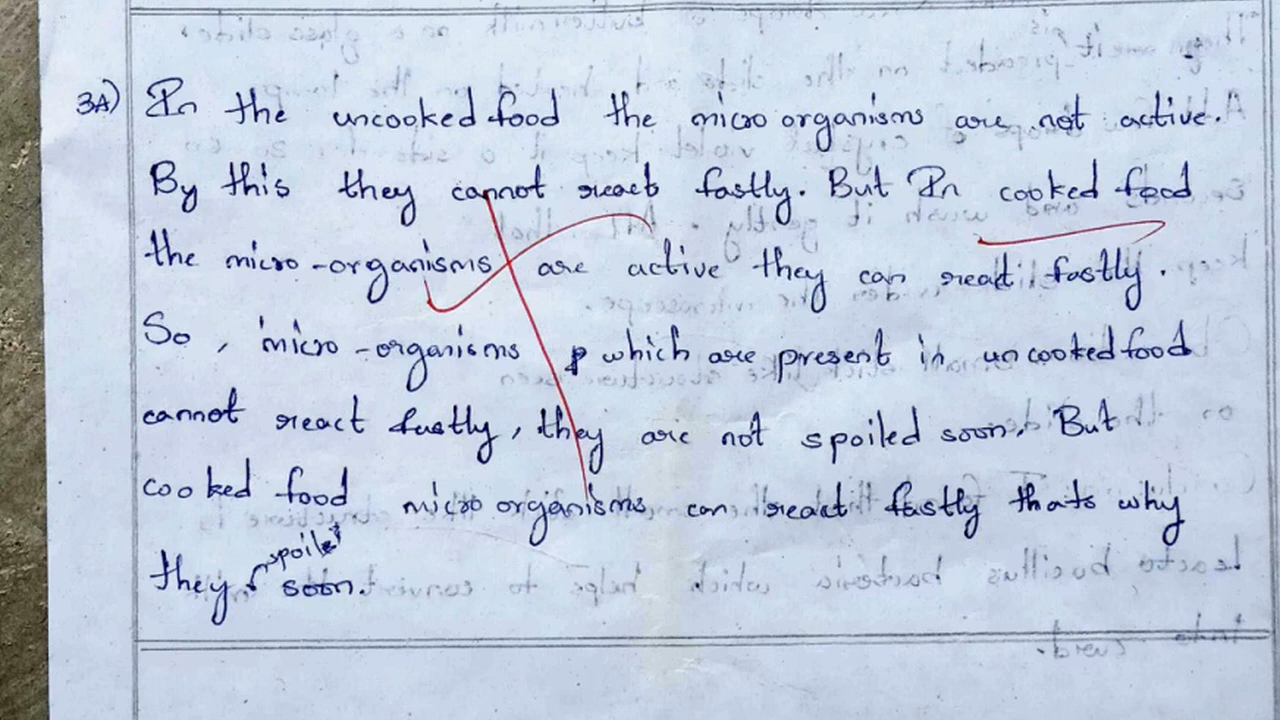 3A) In the uncooked food the micro organisms are not active.
By this they cannot react fastly. But In cooked food
the micro-organisms are active they can react fastly.
So, micro-organisms which are present in uncooked food
cannot react fastly, they are not spoiled soon. But
cooked food micro organisms can react fastly thats why
they spoiled soon.